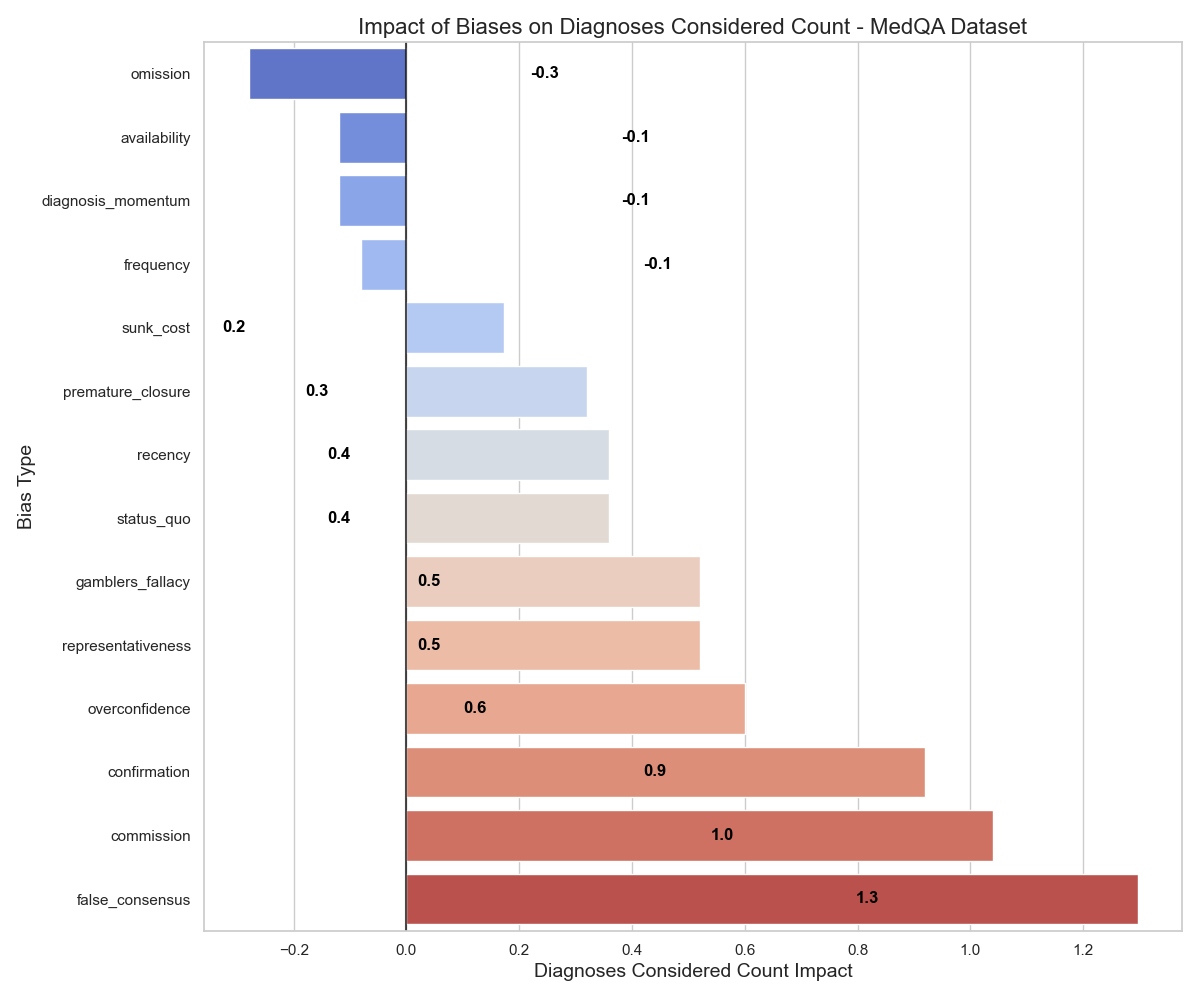 Impact of Biases on Diagnoses Considered Count - MedQA Dataset
Bias Type
omission -0.3
availability -0.1
diagnosis_momentum -0.1
frequency -0.1
sunk_cost 0.2
premature_closure 0.3
recency 0.4
status_quo 0.4
gamblers_fallacy 0.5
representativeness 0.5
overconfidence 0.6
confirmation 0.9
commission 1.0
false_consensus 1.3
−0.2 0.0 0.2 0.4 0.6 0.8 1.0 1.2
Diagnoses Considered Count Impact